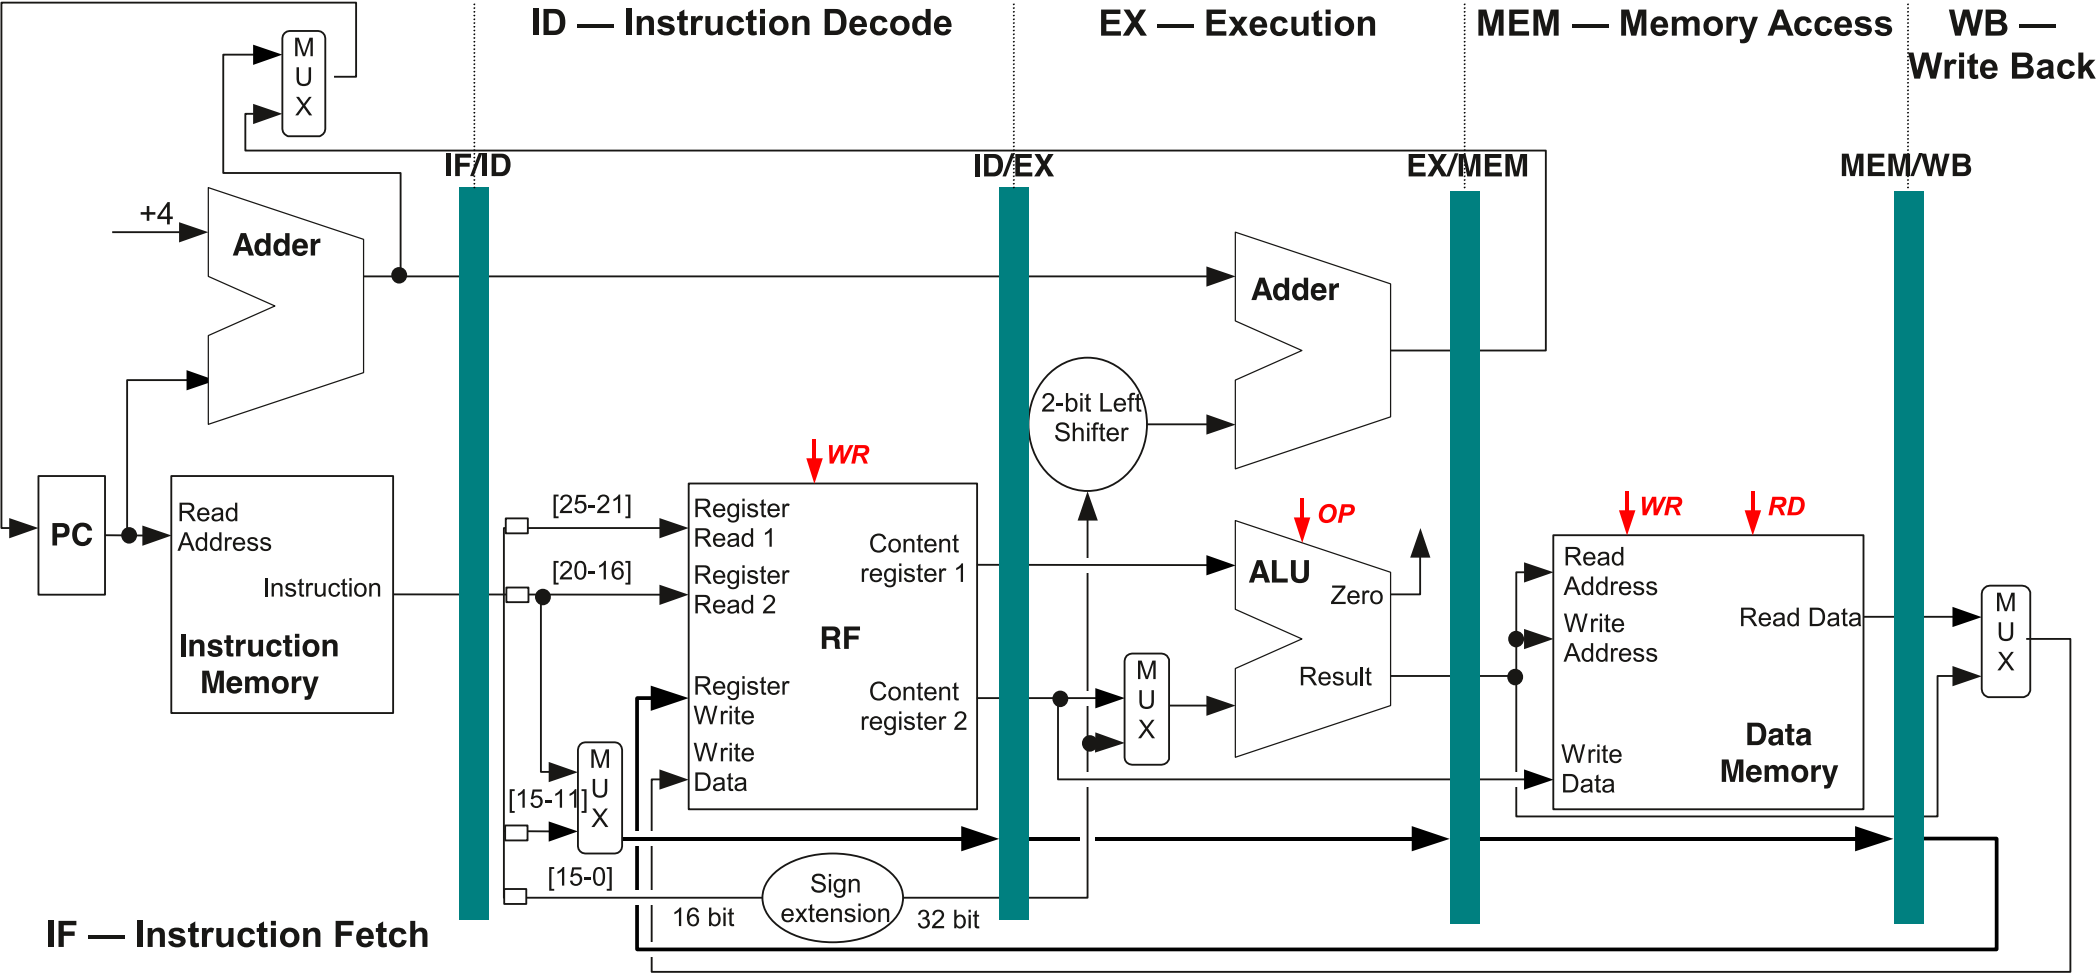 ID — Instruction Decode
EX — Execution
MEM — Memory Access
WB —
Write Back
M
U
X
IF/ID
ID/EX
EX/MEM
MEM/WB
+4
Adder
Adder
2-bit Left
Shifter
WR
OP
WR
RD
PC
Read
Address
Instruction
Instruction
Memory
[25-21]
[20-16]
[15-11]
[15-0]
M
U
X
Register
Read 1
Register
Read 2
RF
Register
Write
Write
Data
Content
register 1
Content
register 2
Sign
extension
16 bit
32 bit
M
U
X
ALU
Zero
Result
Read
Address
Write
Address
Read Data
Data
Memory
Write
Data
M
U
X
IF — Instruction Fetch